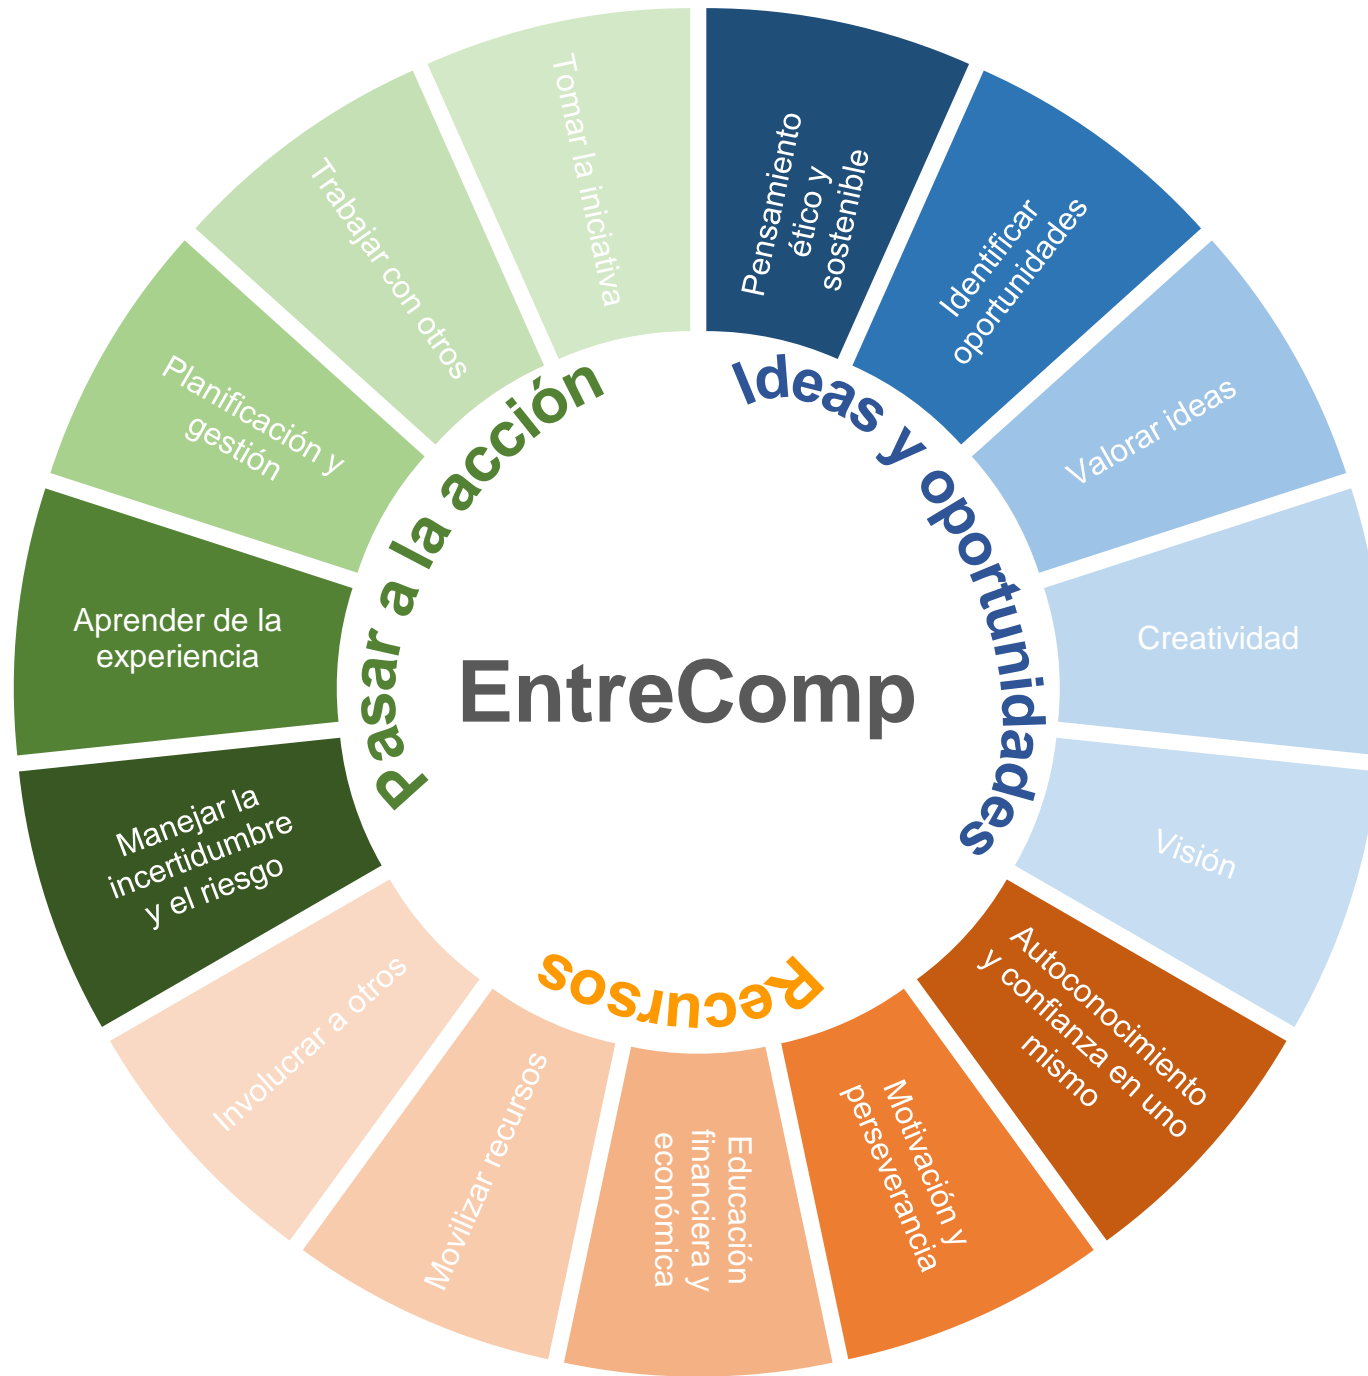 EntreComp
Ideas y oportunidades
Pensamiento
ético y
sostenible
Identificar
oportunidades
Valorar ideas
Creatividad
Visión
Recursos
Autoconocimiento
y confianza en uno
mismo
Motivación y
perseverancia
Educación
financiera y
económica
Movilizar recursos
Involucrar a otros
Pasar a la acción
Manejar la
incertidumbre
y el riesgo
Aprender de la
experiencia
Planificación y
gestión
Trabajar con otros
Tomar la iniciativa